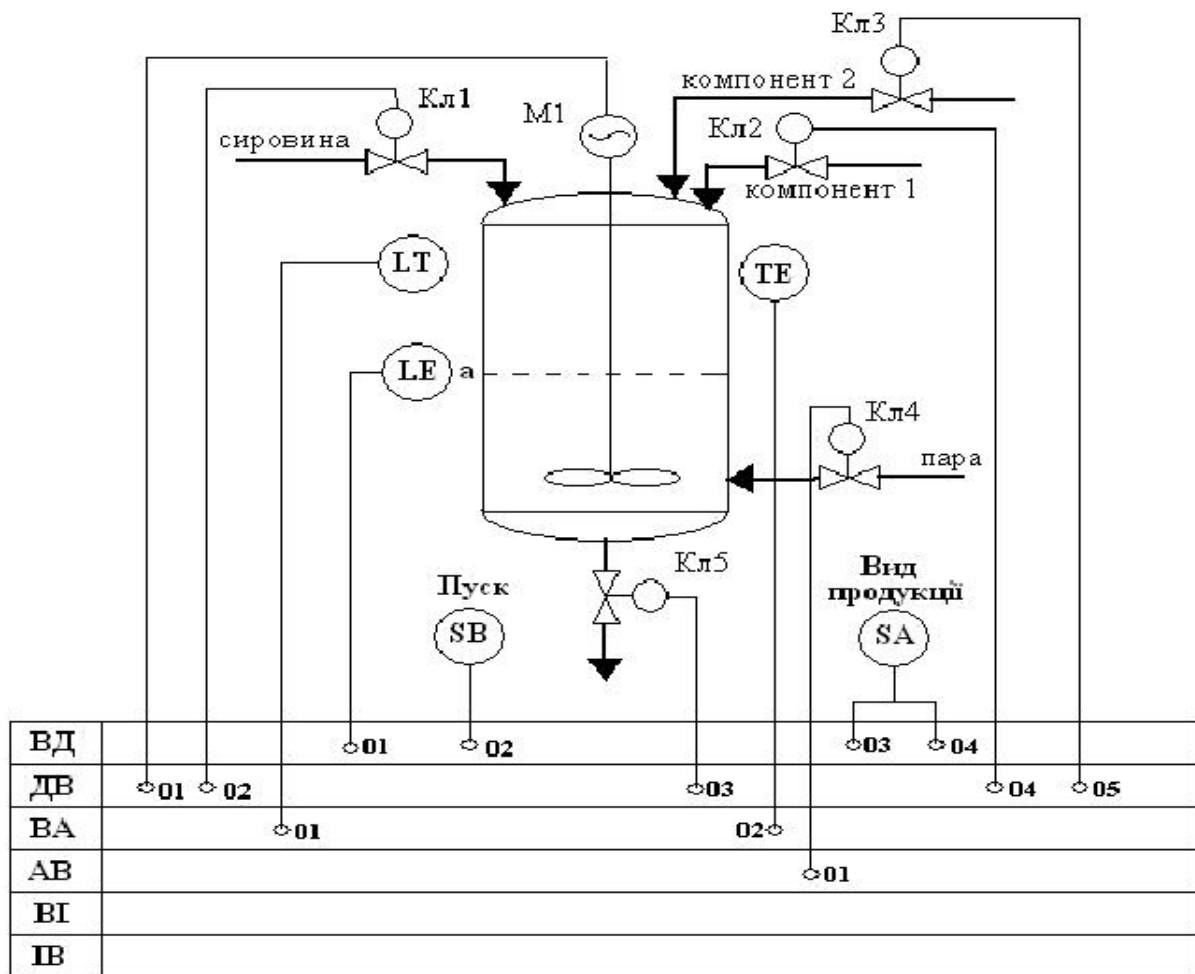 Кл3
компонент 2
Кл1
М1
Кл2
сировина
компонент 1
LT
TE
LE
а
Кл4
пара
Кл5
Пуск
Вид
продукції
SB
SA
ВД
01
02
03
04
ДВ
01
02
03
04
05
ВА
01
02
АВ
01
ВІ
ІВ